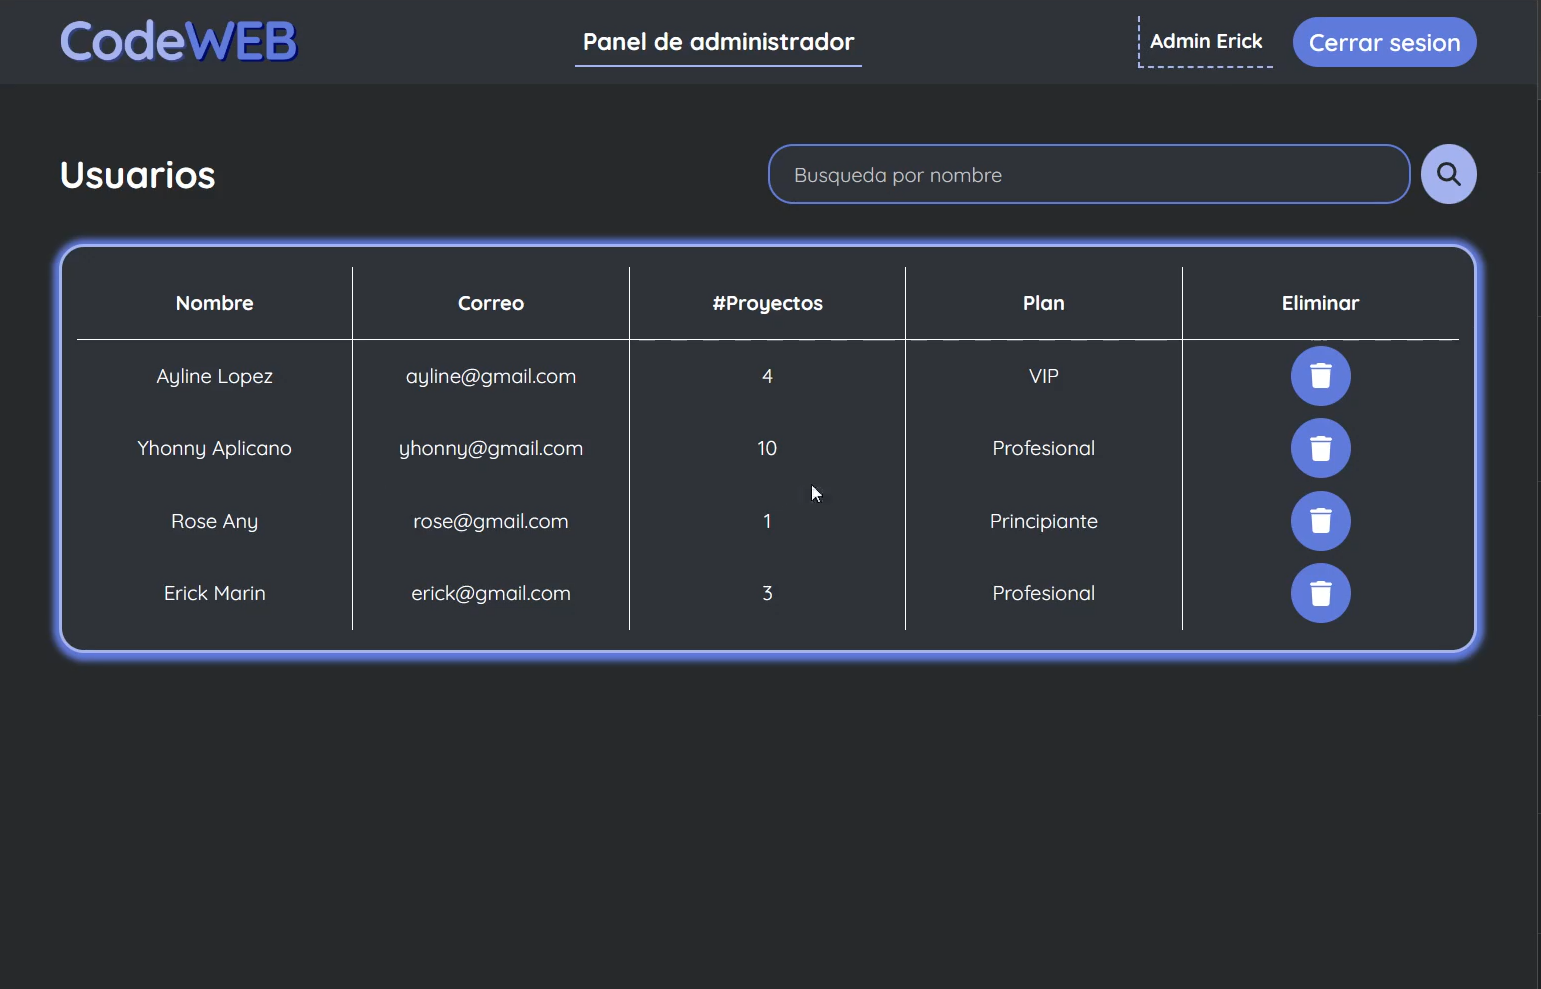 CodeWEB
Panel de administrador
Admin Erick
Cerrar sesion
Usuarios
Busqueda por nombre
Nombre Correo #Proyectos Plan Eliminar
Ayline Lopez ayline@gmail.com 4 VIP
Yhonny Aplicano yhonny@gmail.com 10 Profesional
Rose Any rose@gmail.com 1 Principiante
Erick Marin erick@gmail.com 3 Profesional